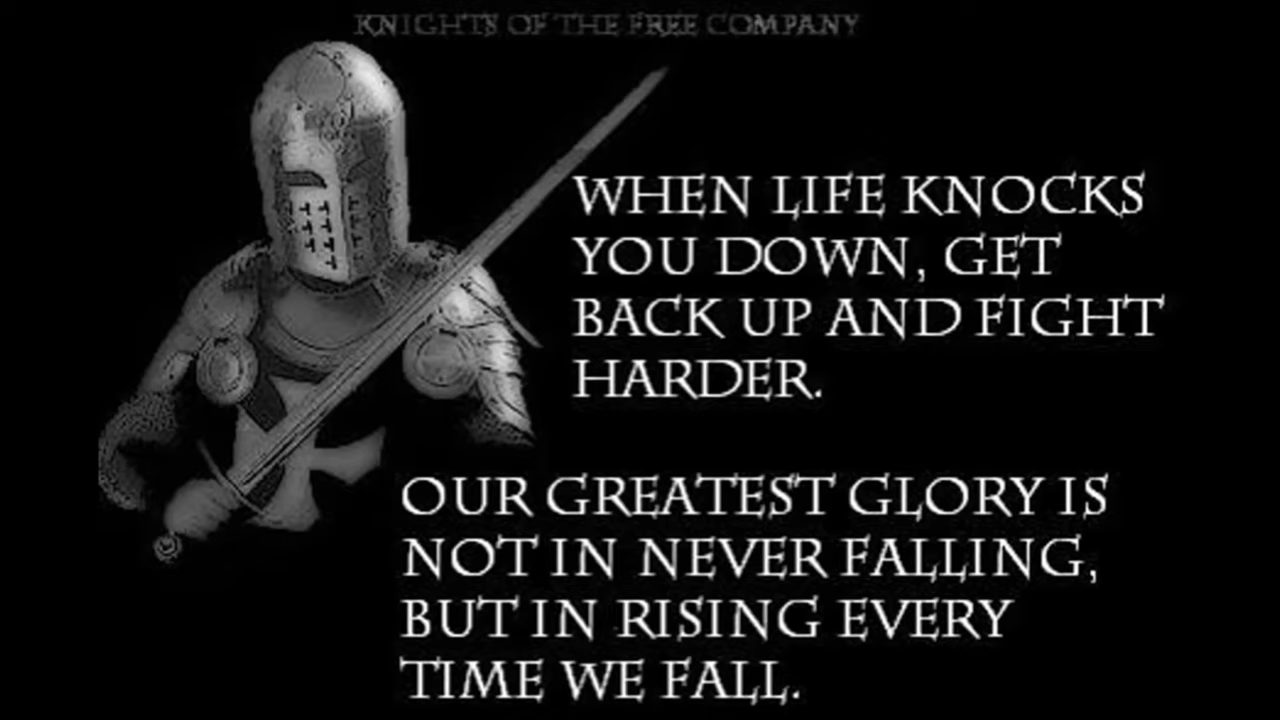 KNIGHTS OF THE FREE COMPANY
WHEN LIFE KNOCKS
YOU DOWN, GET
BACK UP AND FIGHT
HARDER.
OUR GREATEST GLORY IS
NOT IN NEVER FALLING,
BUT IN RISING EVERY
TIME WE FALL.